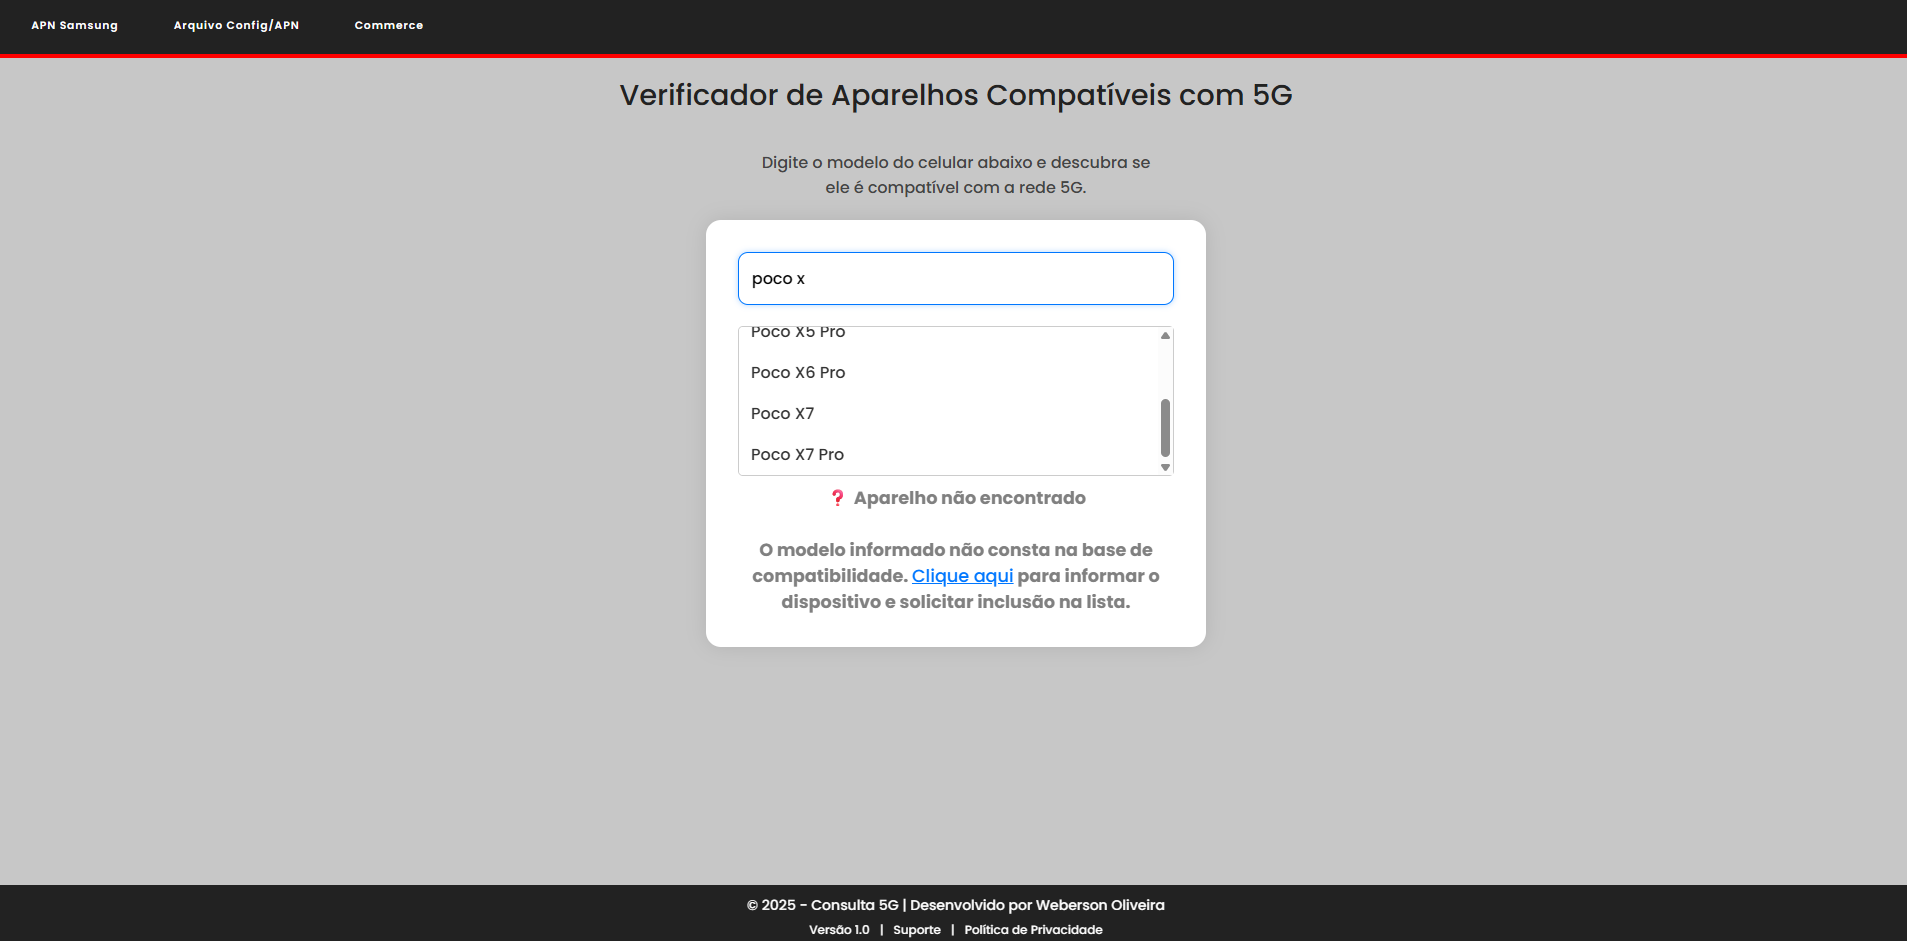 APN Samsung Arquivo Config/APN Commerce
Verificador de Aparelhos Compatíveis com 5G
Digite o modelo do celular abaixo e descubra se
ele é compatível com a rede 5G.
poco x
Poco X5 Pro
Poco X6 Pro
Poco X7
Poco X7 Pro
❓ Aparelho não encontrado
O modelo informado não consta na base de
compatibilidade. Clique aqui para informar o
dispositivo e solicitar inclusão na lista.
© 2025 - Consulta 5G | Desenvolvido por Weberson Oliveira
Versão 1.0 | Suporte | Política de Privacidade